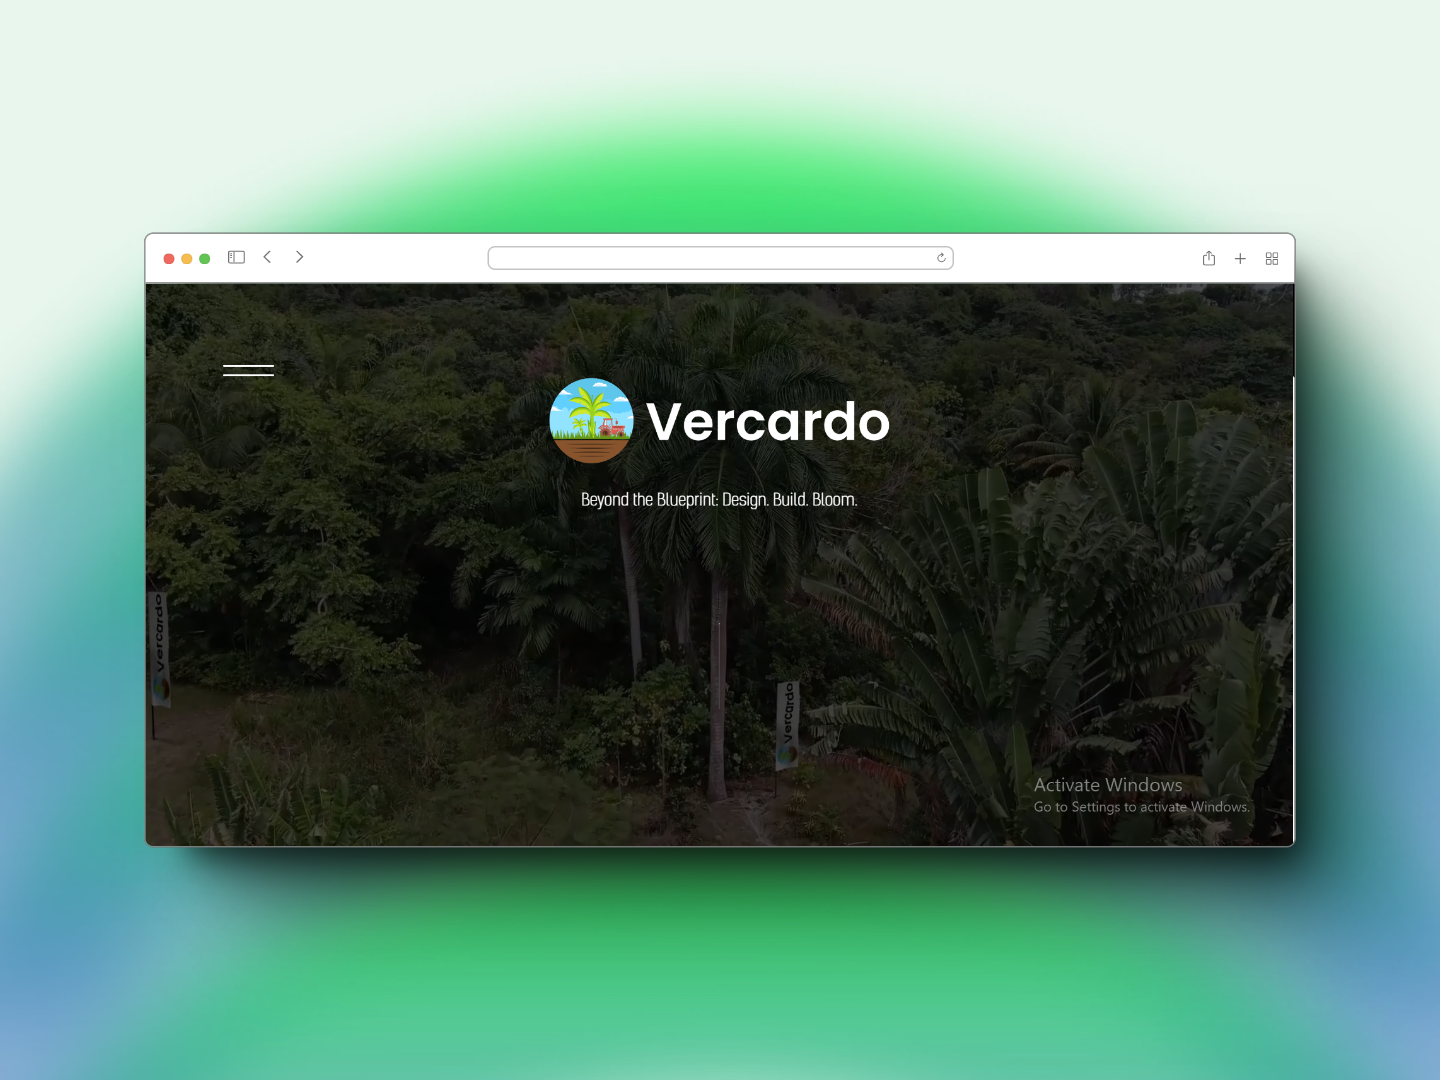 Vercardo
Beyond the Blueprint: Design. Build. Bloom.
Vercardo
Vercardo
Activate Windows
Go to Settings to activate Windows.